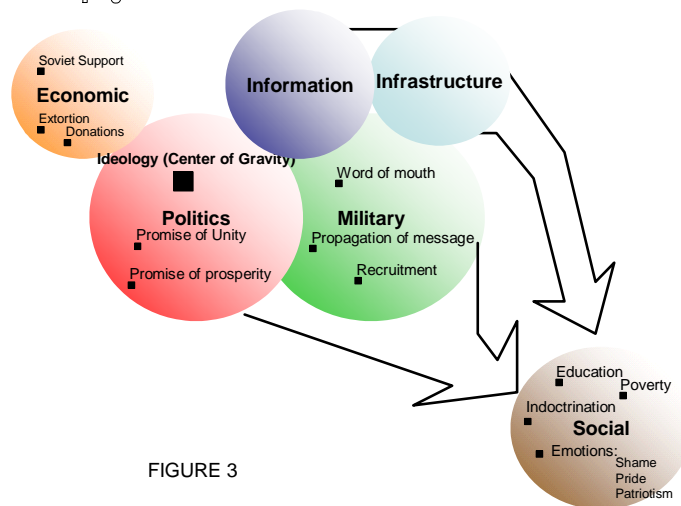 Soviet Support
Economic
Extortion
Donations
Information
Infrastructure
Ideology (Center of Gravity)
Politics
Promise of Unity
Promise of prosperity
Word of mouth
Military
Propagation of message
Recruitment
Education
Poverty
Indoctrination
Social
Emotions:
Shame
Pride
Patriotism
FIGURE 3